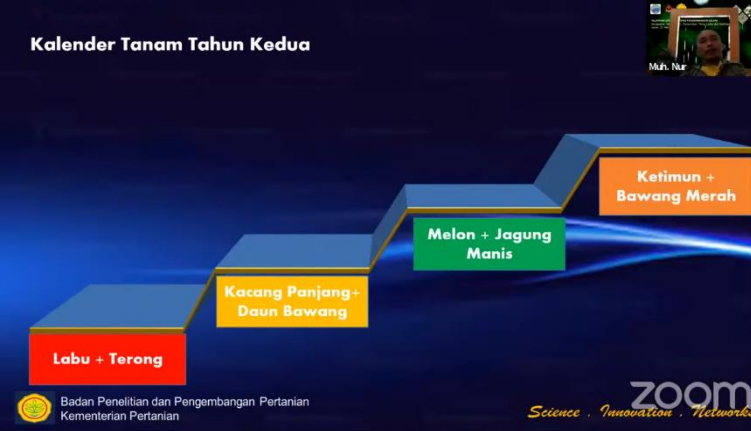 Kalender Tanam Tahun Kedua
Muh. Nur
Ketimun +
Bawang Merah
Melon + Jagung
Manis
Kacang Panjang+
Daun Bawang
Labu + Terong
Badan Penelitian dan Pengembangan Pertanian
Kementerian Pertanian
zoom
Science . Innovation . Networks